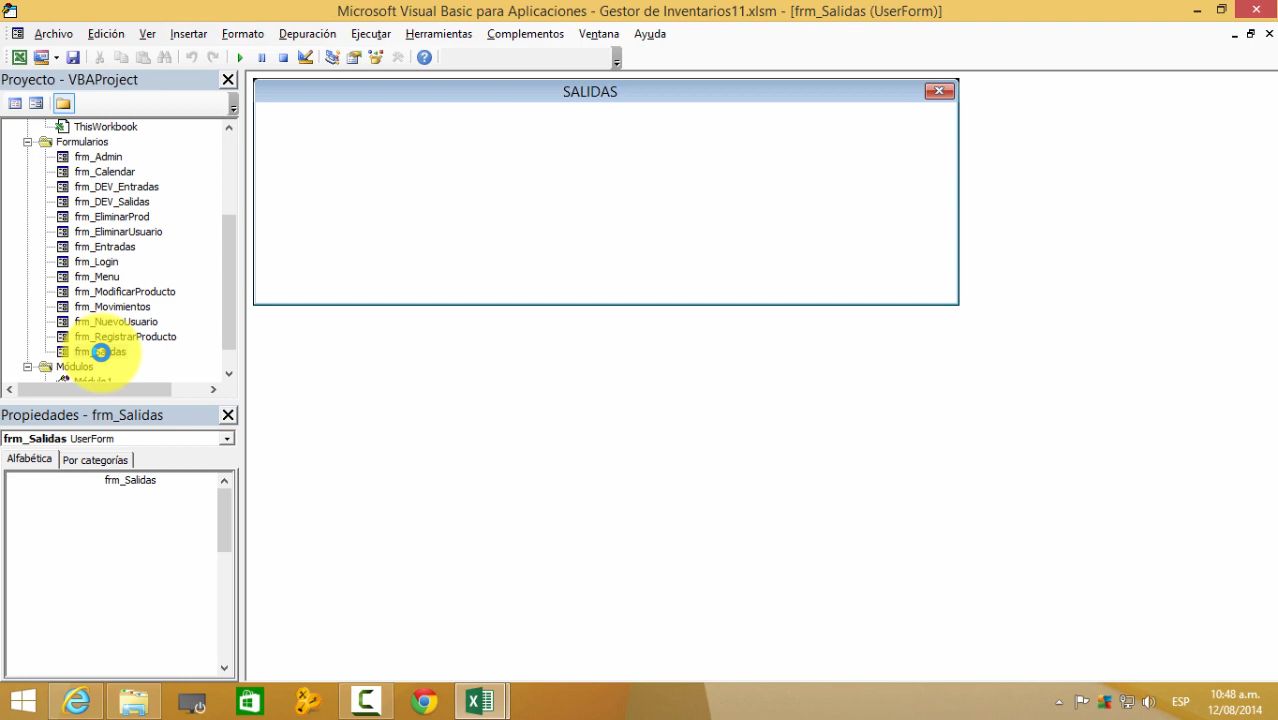 Microsoft Visual Basic para Aplicaciones - Gestor de Inventarios11.xlsm - [frm_Salidas (UserForm)]
Archivo Edición Ver Insertar Formato Depuración Ejecutar Herramientas Complementos Ventana Ayuda
Proyecto - VBAProject
ThisWorkbook
Formularios
frm_Admin
frm_Calendar
frm_DEV_Entradas
frm_DEV_Salidas
frm_EliminarProd
frm_EliminarUsuario
frm_Entradas
frm_Login
frm_Menu
frm_ModificarProducto
frm_Movimientos
frm_NuevoUsuario
frm_RegistrarProducto
frm_Salidas
Módulos
Módulo1
Propiedades - frm_Salidas
frm_Salidas UserForm
Alfabética Por categorías
frm_Salidas
SALIDAS
ESP
10:48 a.m.
12/08/2014